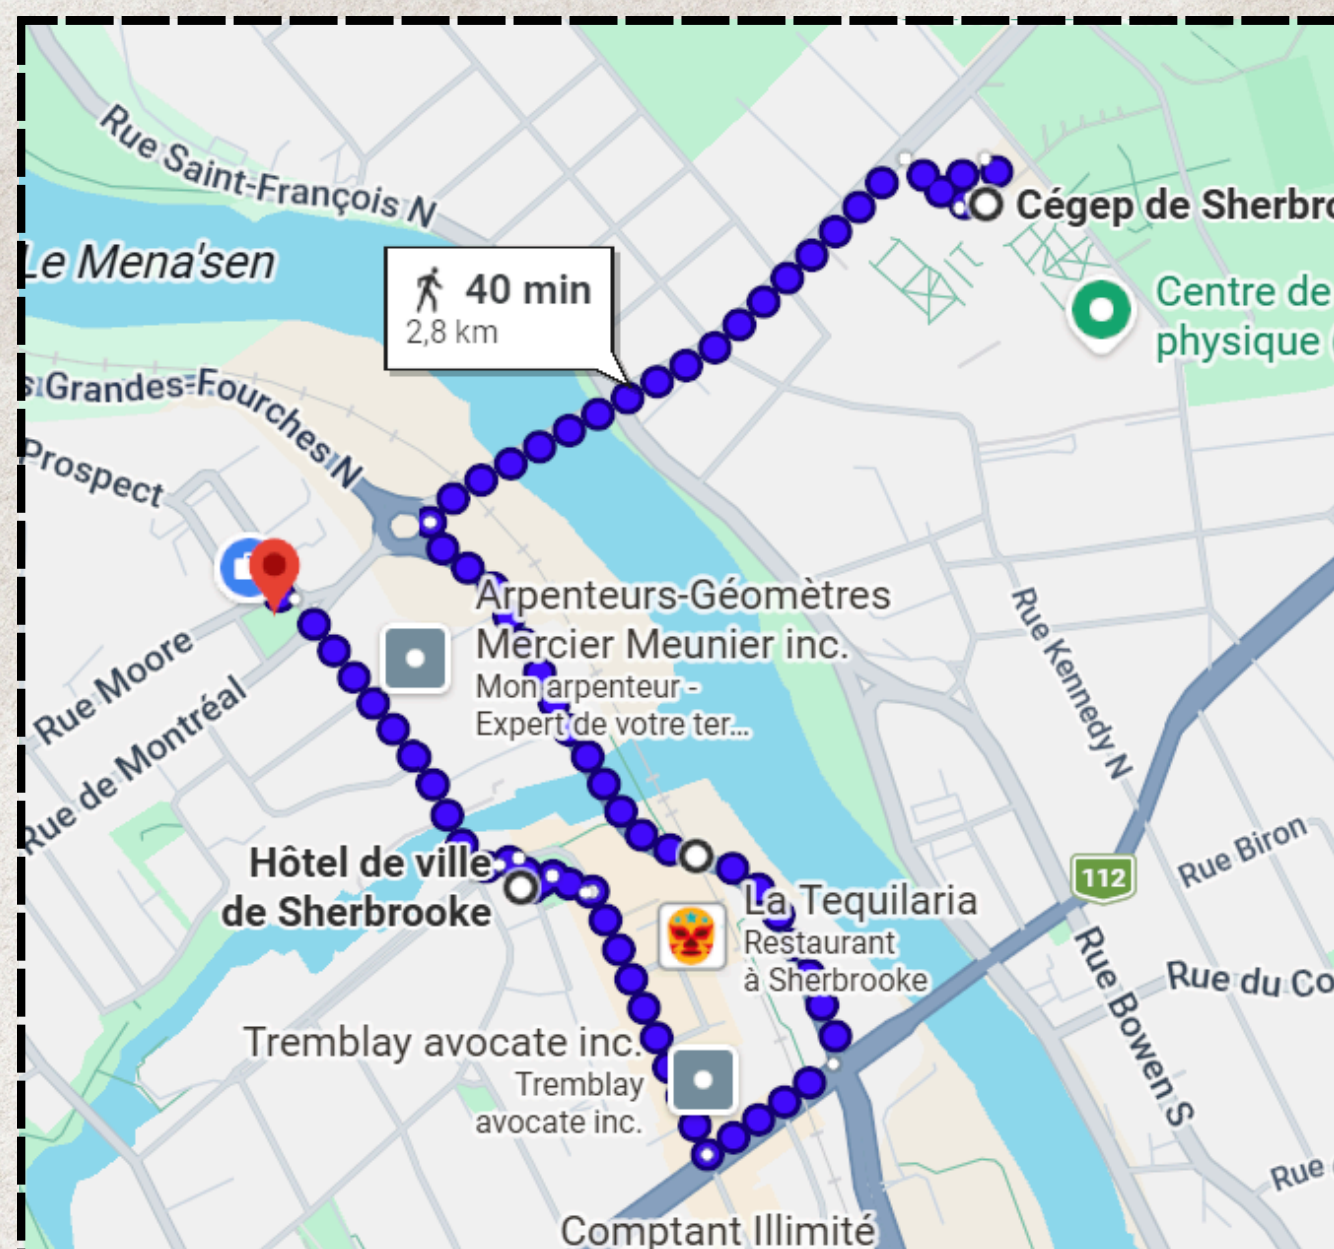 Rue Saint-François N
Le Mena'sen
Cégep de Sherbro
40 min
2,8 km
Centre de
physique
s Grandes-Fourches N
Prospect
Arpenteurs-Géomètres
Mercier Meunier inc.
Mon arpenteur -
Expert de votre ter...
Rue Kennedy N
Rue Moore
Rue de Montréal
112
Rue Biron
Hôtel de ville
de Sherbrooke
La Tequilaria
Restaurant
à Sherbrooke
Rue du Co
Rue Bowen S
Tremblay avocate inc.
Tremblay
avocate inc.
Rue
Comptant Illimité